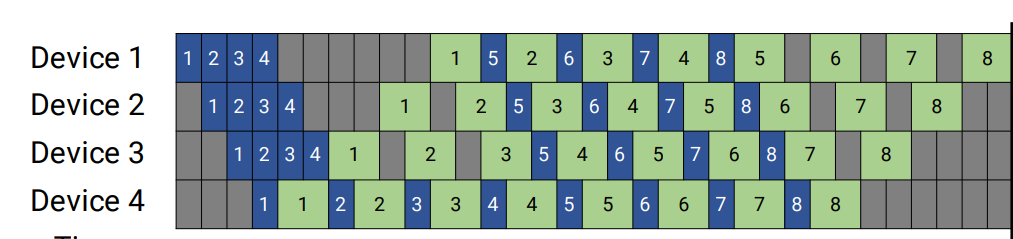 Device 1 1 2 3 4 1 5 2 6 3 7 4 8 5 6 7 8
Device 2 1 2 3 4 1 2 5 3 6 4 7 5 8 6 7 8
Device 3 1 2 3 4 1 2 3 5 4 6 5 7 6 8 7 8
Device 4 1 1 2 2 3 3 4 4 5 5 6 6 7 7 8 8